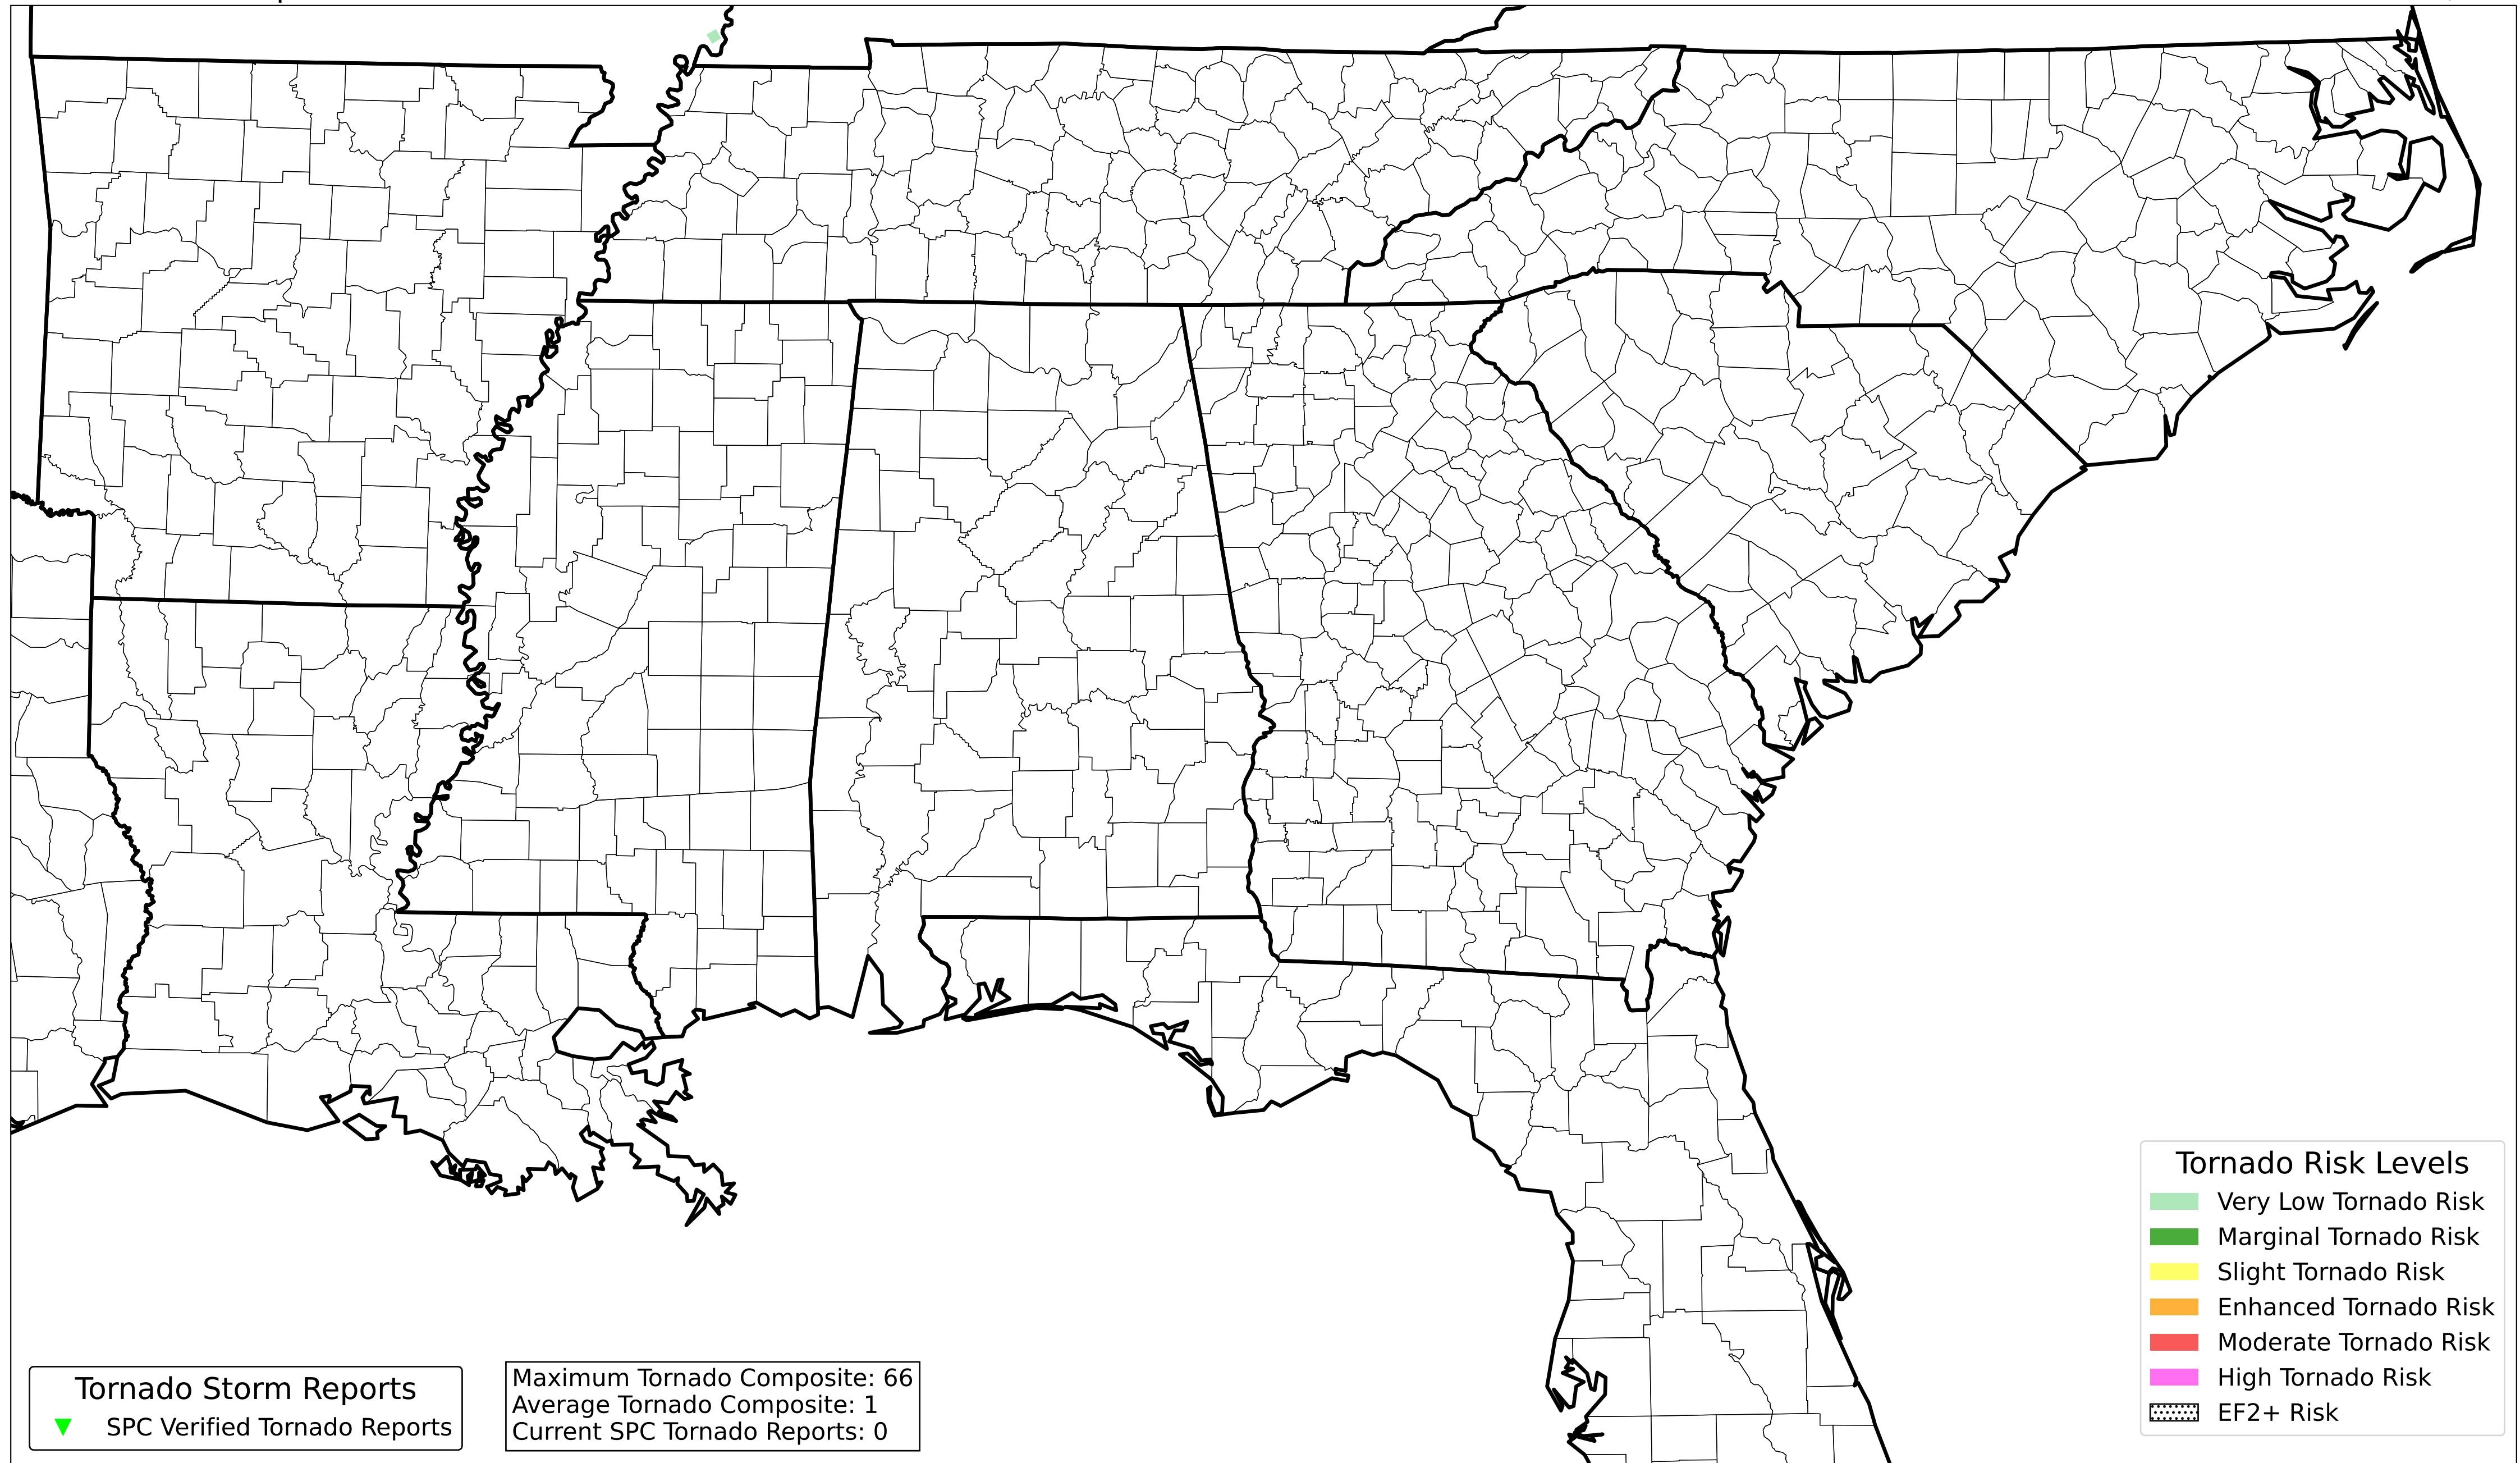 Tornado Storm Reports
SPC Verified Tornado Reports
Maximum Tornado Composite: 66
Average Tornado Composite: 1
Current SPC Tornado Reports: 0
Tornado Risk Levels
Very Low Tornado Risk
Marginal Tornado Risk
Slight Tornado Risk
Enhanced Tornado Risk
Moderate Tornado Risk
High Tornado Risk
EF2+ Risk